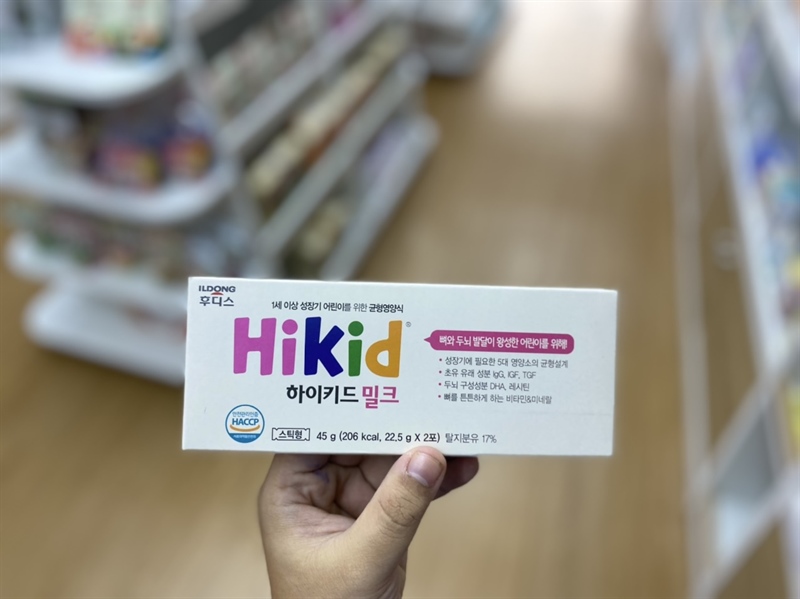 ILDONG
후디스
1세 이상 성장기 어린이를 위한 균형영양식
Hikid®
하이키드 밀크
뼈와 두뇌 발달이 왕성한 어린이를 위해!
• 성장기에 필요한 5대 영양소의 균형설계
• 초유 유래 성분 IgG, IGF, TGF
• 두뇌 구성성분 DHA, 레시틴
• 뼈를 튼튼하게 하는 비타민&미네랄
HACCP
스틱형 45 g (206 kcal, 22.5 g X 2포) 탈지분유 17%